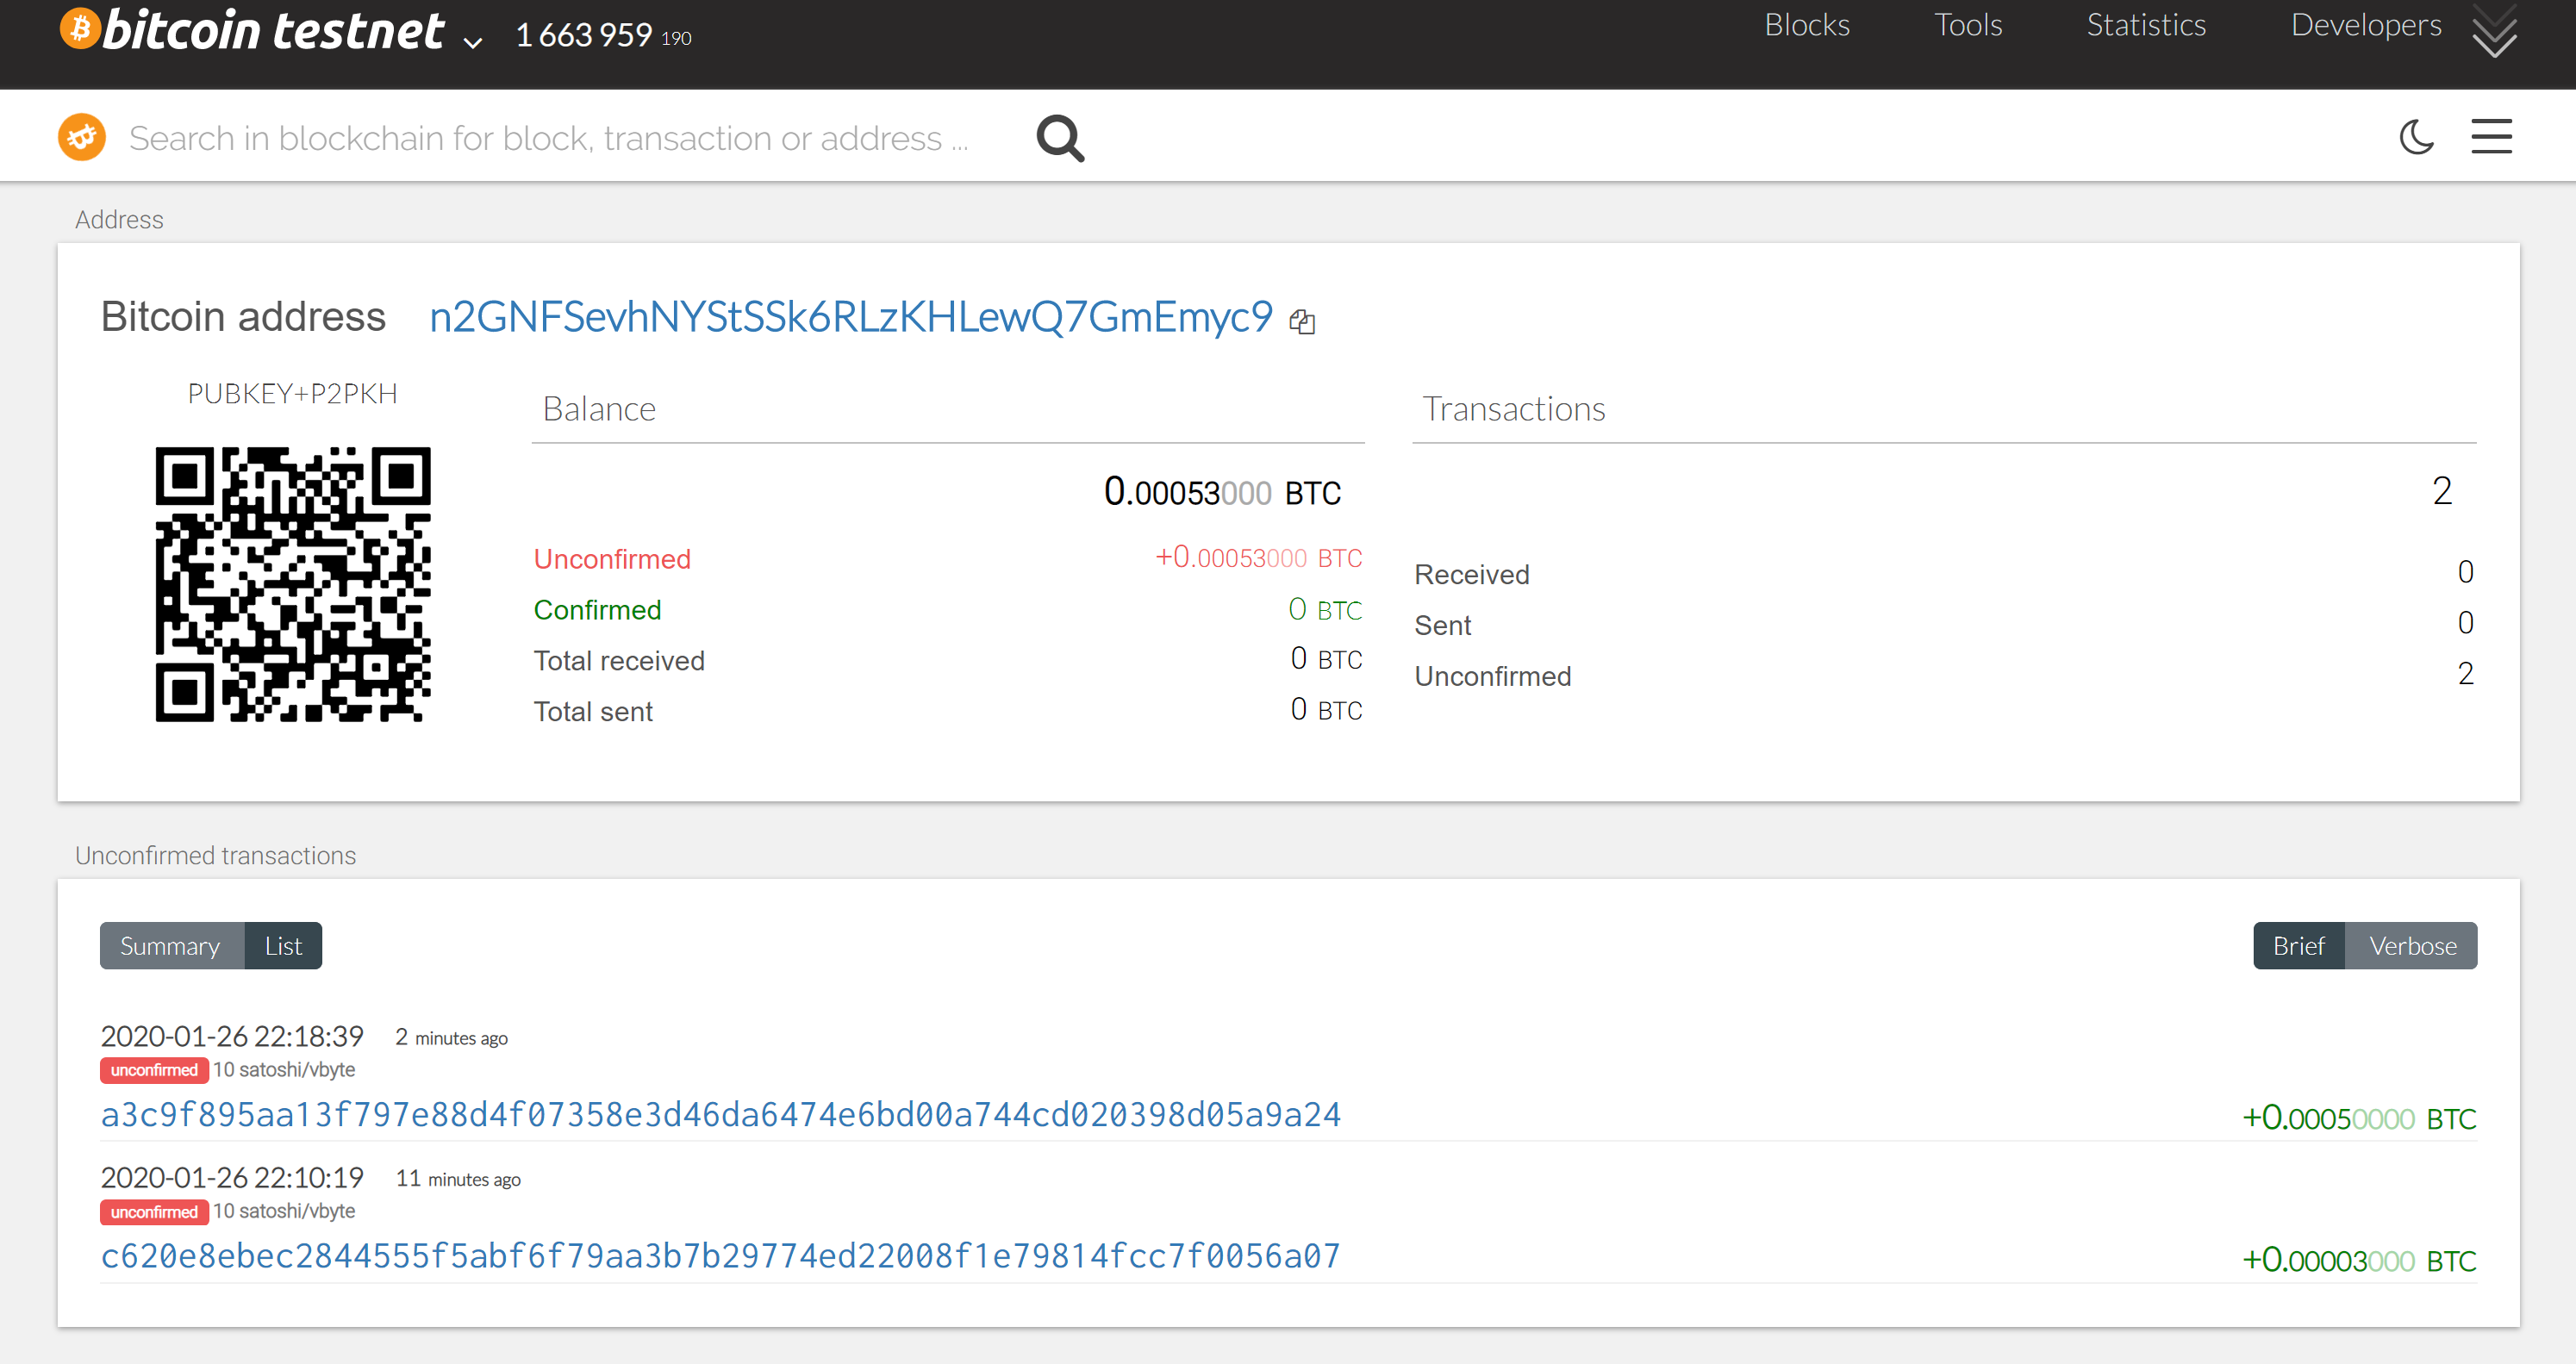 bitcoin testnet 1 663 959 190 Blocks Tools Statistics Developers
Search in blockchain for block, transaction or address ...
Address
Bitcoin address n2GNFSevhNYStSSk6RLzKHLewQ7GmEmyc9
PUBKEY+P2PKH
Balance
0.00053000 BTC
Unconfirmed +0.00053000 BTC
Confirmed 0 BTC
Total received 0 BTC
Total sent 0 BTC
Transactions
2
Received 0
Sent 0
Unconfirmed 2
Unconfirmed transactions
Summary List Brief Verbose
2020-01-26 22:18:39 2 minutes ago
unconfirmed 10 satoshi/vbyte
a3c9f895aa13f797e88d4f07358e3d46da6474e6bd00a744cd020398d05a9a24 +0.00050000 BTC
2020-01-26 22:10:19 11 minutes ago
unconfirmed 10 satoshi/vbyte
c620e8ebec2844555f5abf6f79aa3b7b29774ed22008f1e79814fcc7f0056a07 +0.00003000 BTC